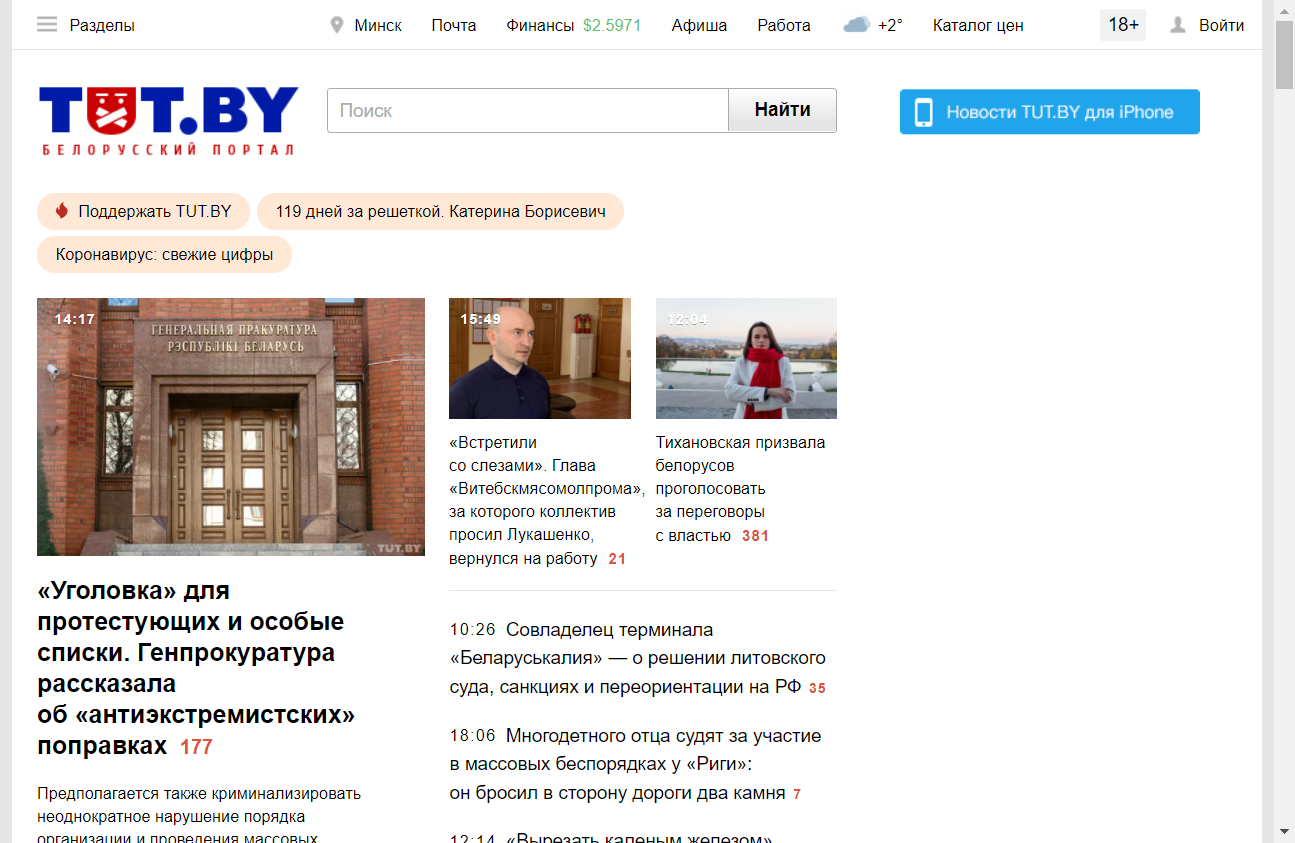 Разделы
Минск
Почта
Финансы $2.5971
Афиша
Работа
+2°
Каталог цен
18+
Войти
TUT.BY
БЕЛОРУССКИЙ ПОРТАЛ
Поиск
Найти
Новости TUT.BY для iPhone
Поддержать TUT.BY
119 дней за решеткой. Катерина Борисевич
Коронавирус: свежие цифры
14:17
ГЕНЕРАЛЬНАЯ ПРАКУРАТУРА
РЭСПУБЛІКІ БЕЛАРУСЬ
TUT.BY
«Уголовка» для
протестующих и особые
списки. Генпрокуратура
рассказала
об «антиэкстремистских»
поправках 177
Предполагается также криминализировать
неоднократное нарушение порядка
организации и проведения массовых
15:49
«Встретили
со слезами». Глава
«Витебскмясомолпрома»,
за которого коллектив
просил Лукашенко,
вернулся на работу 21
12:04
Тихановская призвала
белорусов
проголосовать
за переговоры
с властью 381
10:26 Совладелец терминала
«Беларуськалия» — о решении литовского
суда, санкциях и переориентации на РФ 35
18:06 Многодетного отца судят за участие
в массовых беспорядках у «Риги»:
он бросил в сторону дороги два камня 7
12:14 «Вырезать каленым железом»